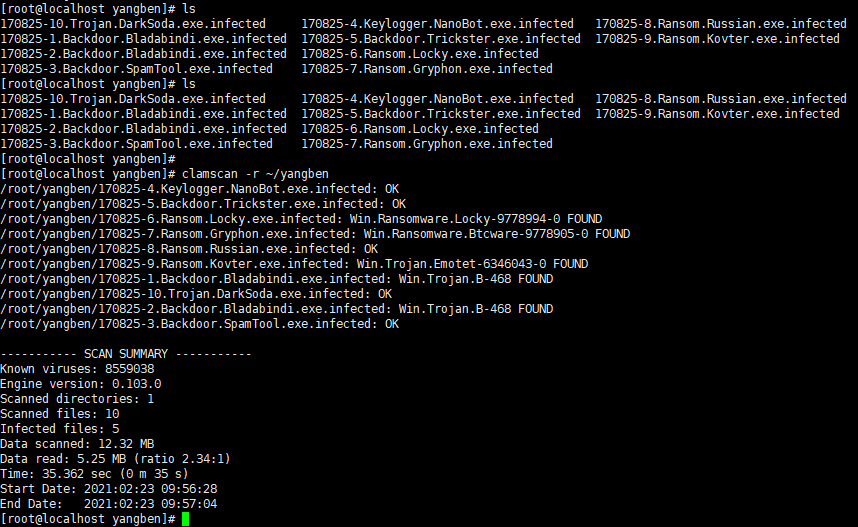 [root@localhost yangben]# ls
170825-10.Trojan.DarkSoda.exe.infected     170825-4.Keylogger.NanoBot.exe.infected   170825-8.Ransom.Russian.exe.infected
170825-1.Backdoor.Bladabindi.exe.infected  170825-5.Backdoor.Trickster.exe.infected  170825-9.Ransom.Kovter.exe.infected
170825-2.Backdoor.Bladabindi.exe.infected  170825-6.Ransom.Locky.exe.infected
170825-3.Backdoor.SpamTool.exe.infected    170825-7.Ransom.Gryphon.exe.infected
[root@localhost yangben]# ls
170825-10.Trojan.DarkSoda.exe.infected     170825-4.Keylogger.NanoBot.exe.infected   170825-8.Ransom.Russian.exe.infected
170825-1.Backdoor.Bladabindi.exe.infected  170825-5.Backdoor.Trickster.exe.infected  170825-9.Ransom.Kovter.exe.infected
170825-2.Backdoor.Bladabindi.exe.infected  170825-6.Ransom.Locky.exe.infected
170825-3.Backdoor.SpamTool.exe.infected    170825-7.Ransom.Gryphon.exe.infected
[root@localhost yangben]#
[root@localhost yangben]# clamscan -r ~/yangben
/root/yangben/170825-4.Keylogger.NanoBot.exe.infected: OK
/root/yangben/170825-5.Backdoor.Trickster.exe.infected: OK
/root/yangben/170825-6.Ransom.Locky.exe.infected: Win.Ransomware.Locky-9778994-0 FOUND
/root/yangben/170825-7.Ransom.Gryphon.exe.infected: Win.Ransomware.Btcware-9778905-0 FOUND
/root/yangben/170825-8.Ransom.Russian.exe.infected: OK
/root/yangben/170825-9.Ransom.Kovter.exe.infected: Win.Trojan.Emotet-6346043-0 FOUND
/root/yangben/170825-1.Backdoor.Bladabindi.exe.infected: Win.Trojan.B-468 FOUND
/root/yangben/170825-10.Trojan.DarkSoda.exe.infected: OK
/root/yangben/170825-2.Backdoor.Bladabindi.exe.infected: Win.Trojan.B-468 FOUND
/root/yangben/170825-3.Backdoor.SpamTool.exe.infected: OK

----------- SCAN SUMMARY -----------
Known viruses: 8559038
Engine version: 0.103.0
Scanned directories: 1
Scanned files: 10
Infected files: 5
Data scanned: 12.32 MB
Data read: 5.25 MB (ratio 2.34:1)
Time: 35.362 sec (0 m 35 s)
Start Date: 2021:02:23 09:56:28
End Date:   2021:02:23 09:57:04
[root@localhost yangben]#